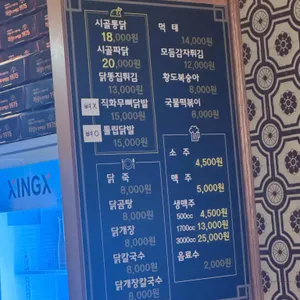 시골통닭
18,000원
시골파닭
20,000원
닭똥집튀김
13,000원
직화무뼈닭발
15,000원
튤립닭발
15,000원
닭죽
8,000원
닭곰탕
8,000원
닭개장
8,000원
닭칼국수
8,000원
닭개장칼국수
8,000원
먹태
14,000원
모듬감자튀김
12,000원
황도복숭아
8,000원
국물떡볶이
8,000원
소주
4,500원
맥주
5,000원
생맥주
500cc 4,500원
1700cc 13,000원
3000cc 25,000원
음료수
2,000원
XINGX